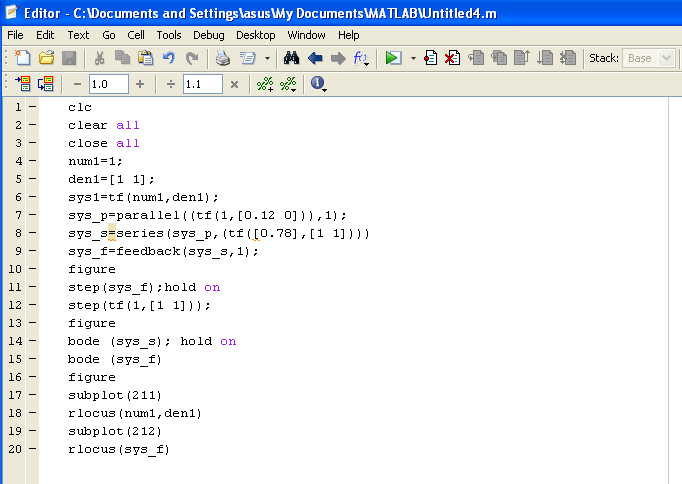 Editor - C:\Documents and Settings\asus\My Documents\MATLAB\Untitled4.m
File Edit Text Go Cell Tools Debug Desktop Window Help
Stack: Base
1.0 1.1
1 clc
2 clear all
3 close all
4 num1=1;
5 den1=[1 1];
6 sys1=tf(num1,den1);
7 sys_p=parallel((tf(1,[0.12 0])),1);
8 sys_s=series(sys_p,(tf([0.78],[1 1])))
9 sys_f=feedback(sys_s,1);
10 figure
11 step(sys_f);hold on
12 step(tf(1,[1 1]));
13 figure
14 bode (sys_s); hold on
15 bode (sys_f)
16 figure
17 subplot(211)
18 rlocus(num1,den1)
19 subplot(212)
20 rlocus(sys_f)